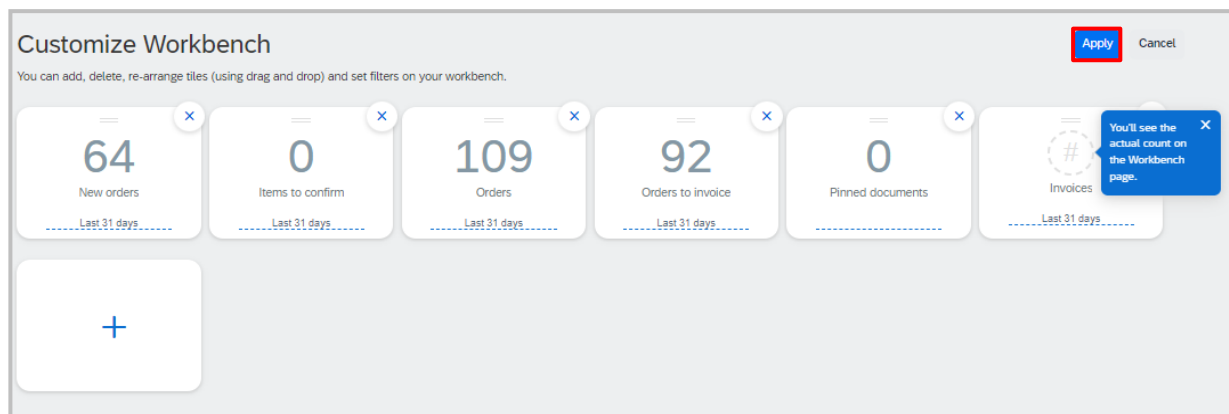 Customize Workbench
Apply
Cancel
You can add, delete, re-arrange tiles (using drag and drop) and set filters on your workbench.
64
New orders
Last 31 days
0
Items to confirm
Last 31 days
109
Orders
Last 31 days
92
Orders to invoice
Last 31 days
0
Pinned documents
#
Invoices
Last 31 days
You'll see the
actual count on
the Workbench
page.